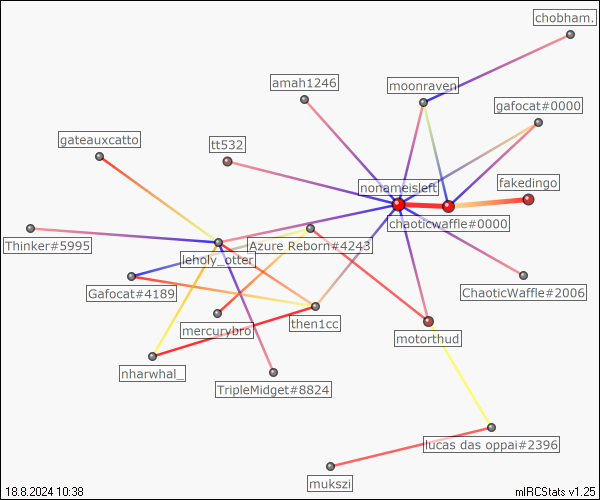 chobham.
amah1246
moonraven
gafocat#0000
gateauxcatto
tt532
nonameisleft
fakedingo
chaoticwaffle#0000
Thinker#5995
leholy_otter
Azure Reborn#4243
Gafocat#4189
ChaoticWaffle#2006
mercurybro
then1cc
motorthud
nharwhal_
TripleMidget#8824
lucas das oppai#2396
mukszi
18.8.2024 10:38
mIRCStats v1.25